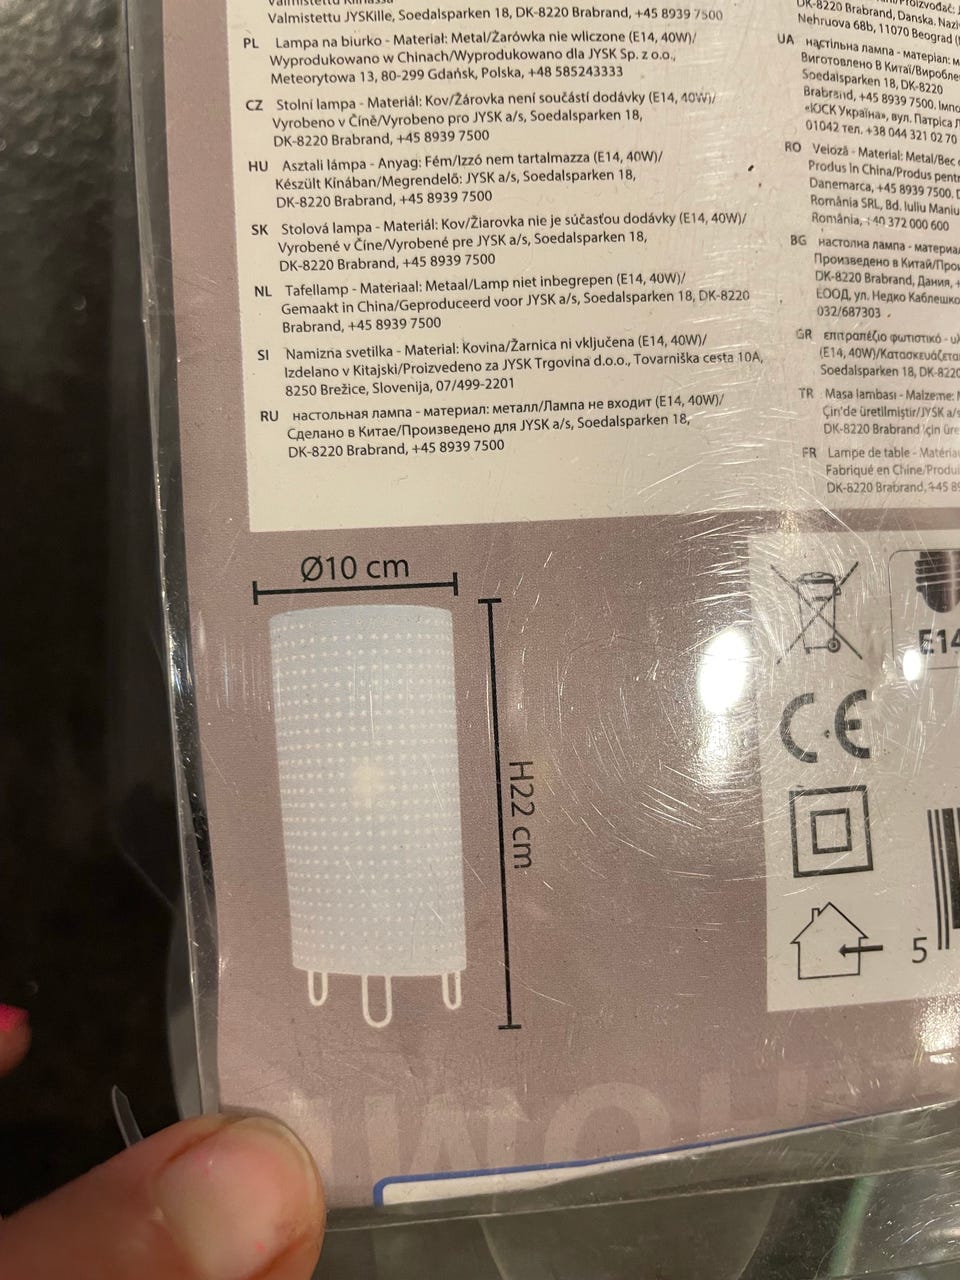 Valmistettu JYSKille, Soedalsparken 18, DK-8220 Brabrand, +45 8939 7500
PL Lampa na biurko - Materiał: Metal/Żarówka nie wliczone (E14, 40W)/
Wyprodukowano w Chinach/Wyprodukowano dla JYSK Sp. z o.o.,
Meteorytowa 13, 80-299 Gdańsk, Polska, +48 585243333
CZ Stolní lampa - Materiál: Kov/Žárovka není součástí dodávky (E14, 40W)/
Vyrobeno v Číně/Vyrobeno pro JYSK a/s, Soedalsparken 18,
DK-8220 Brabrand, +45 8939 7500
HU Asztali lámpa - Anyag: Fém/Izzó nem tartalmazza (E14, 40W)/
Készült Kínában/Megrendelő: JYSK a/s, Soedalsparken 18,
DK-8220 Brabrand, +45 8939 7500
SK Stolová lampa - Materiál: Kov/Žiarovka nie je súčasťou dodávky (E14, 40W)/
Vyrobené v Číne/Vyrobené pre JYSK a/s, Soedalsparken 18,
DK-8220 Brabrand, +45 8939 7500
NL Tafellamp - Materiaal: Metaal/Lamp niet inbegrepen (E14, 40W)/
Gemaakt in China/Geproduceerd voor JYSK a/s, Soedalsparken 18, DK-8220
Brabrand, +45 8939 7500
SI Namizna svetilka - Material: Kovina/Žarnica ni vključena (E14, 40W)/
Izdelano v Kitajski/Proizvedeno za JYSK Trgovina d.o.o., Tovarniška cesta 10A,
8250 Brežice, Slovenija, 07/499-2201
RU настольная лампа - материал: металл/Лампа не входит (E14, 40W)/
Сделано в Китае/Произведено для JYSK a/s, Soedalsparken 18,
DK-8220 Brabrand, +45 8939 7500
DK-8220 Brabrand, Danska.
Nehruova 68b, 11070 Beograd
UA настільна лампа - матеріал:
Виготовлено В Китаї/
Soedalsparken 18, DK-8220
Brabrand, +45 8939 7500.
«ЮСК Україна», вул. Патріса
01042 тел. +38 044 321 02 70
RO Veioză - Material: Metal/Bec
Produs in China/Produs
Danemarca, +45 8939 7500.
România SRL, Bd. Iuliu Maniu
România, +40 372 000 600
BG настолна лампа -
Произведено в Китай/
DK-8220 Brabrand, Дания,
ЕООД, ул. Недко Каблешко
032/687303
GR επιτραπέζιο φωτιστικό -
(E14, 40W)/
Soedalsparken 18, DK-8220
TR Masa lambası - Malzeme:
Çin'de üretilmiştir/JYSK a/s
DK-8220 Brabrand için
FR Lampe de table -
Fabriqué en Chine/
DK-8220 Brabrand, +45
Ø10 cm
H22 cm
E14
CE
5
HOME